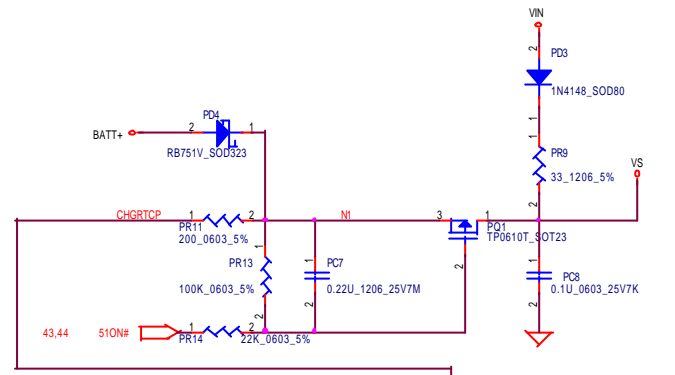 VIN
2
PD3
1N4148_SOD80
1
PD4
BATT+ 2 1
RB751V_SOD323
1
PR9
33_1206_5%
2
VS
CHGRTCP 1 2 N1 3 1
PR11
200_0603_5%
PQ1
TP0610T_SOT23
2
1
PR13
100K_0603_5%
2
1
PC7
0.22U_1206_25V7M
2
1
PC8
0.1U_0603_25V7K
2
43,44 51ON# 1 2
PR14 22K_0603_5%